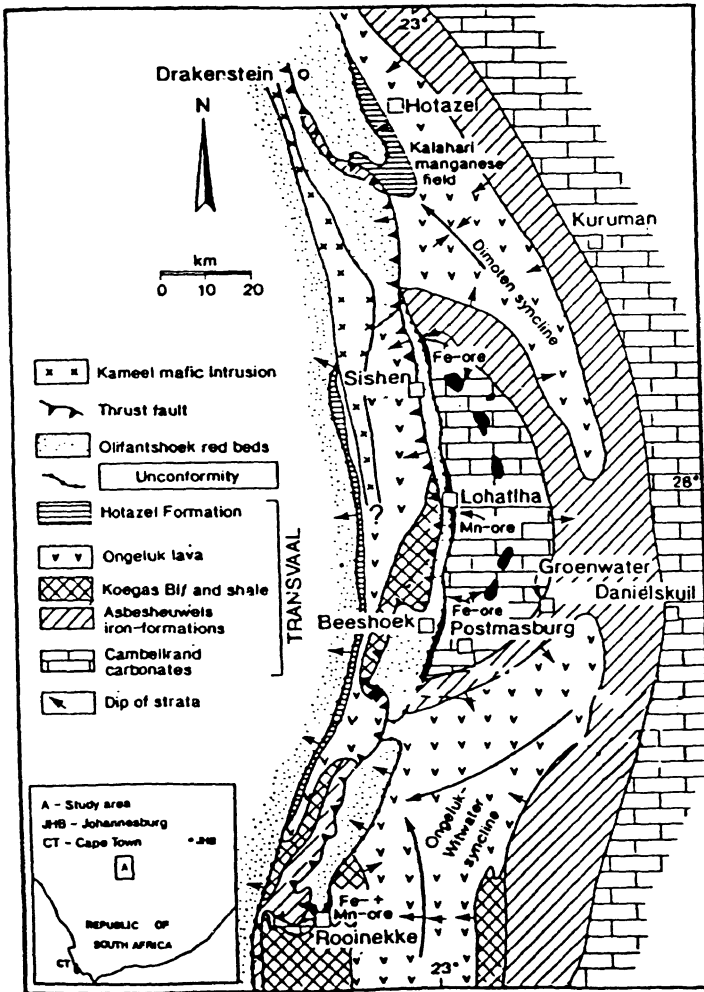 23°
Drakenstein
N
Hotazel
Kalahari
manganese
field
Kuruman
km
0 10 20
Dimoten syncline
Fe-ore
Kameel mafic Intrusion
Sishen
Thrust fault
Olifantshoek red beds
Unconformity
28°
Hotazel Formation
?
Lohatlha
Mn-ore
Ongeluk lava
Koegas BIf and shale
Groenwater
Daniëlskuil
Asbesheuwels
iron-formations
TRANSVAAL
Fe-ore
Beeshoek
Postmasburg
Cambelkrand
carbonates
Dip of strata
A - Study area
JHB - Johannesburg
CT - Cape Town
JHB
A
Ongeluk-
Witwater
syncline
REPUBLIC OF
SOUTH AFRICA
CT
Fe- +
Mn-ore
Rooinekke
23°